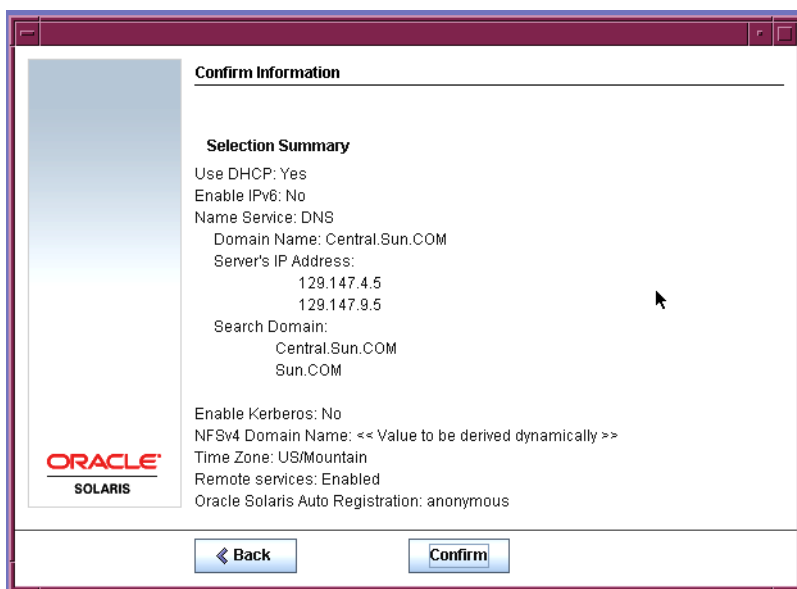 Confirm Information
Selection Summary
Use DHCP: Yes
Enable IPv6: No
Name Service: DNS
Domain Name: Central.Sun.COM
Server's IP Address:
129.147.4.5
129.147.9.5
Search Domain:
Central.Sun.COM
Sun.COM
Enable Kerberos: No
NFSv4 Domain Name: << Value to be derived dynamically >>
Time Zone: US/Mountain
Remote services: Enabled
Oracle Solaris Auto Registration: anonymous
ORACLE
SOLARIS
Back
Confirm